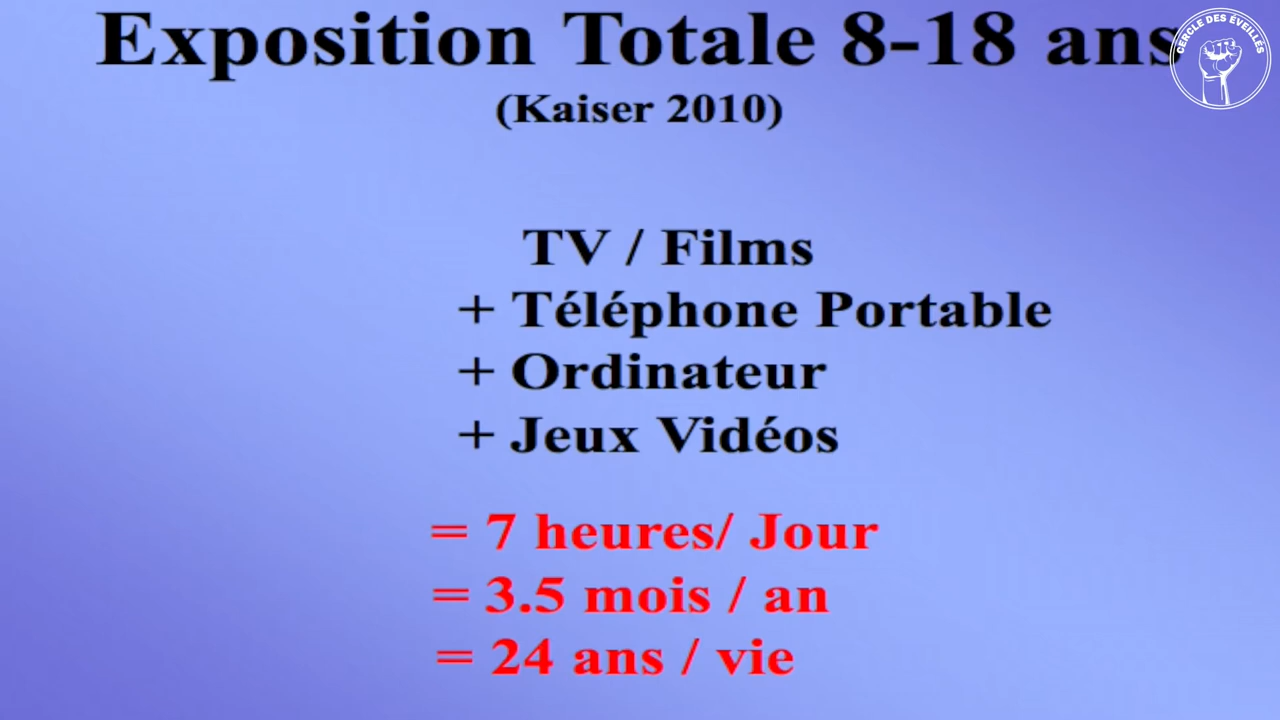 Exposition Totale 8-18 ans
CERCLE DES ÉVEILLÉS
(Kaiser 2010)
TV / Films
+ Téléphone Portable
+ Ordinateur
+ Jeux Vidéos
= 7 heures/ Jour
= 3.5 mois / an
= 24 ans / vie